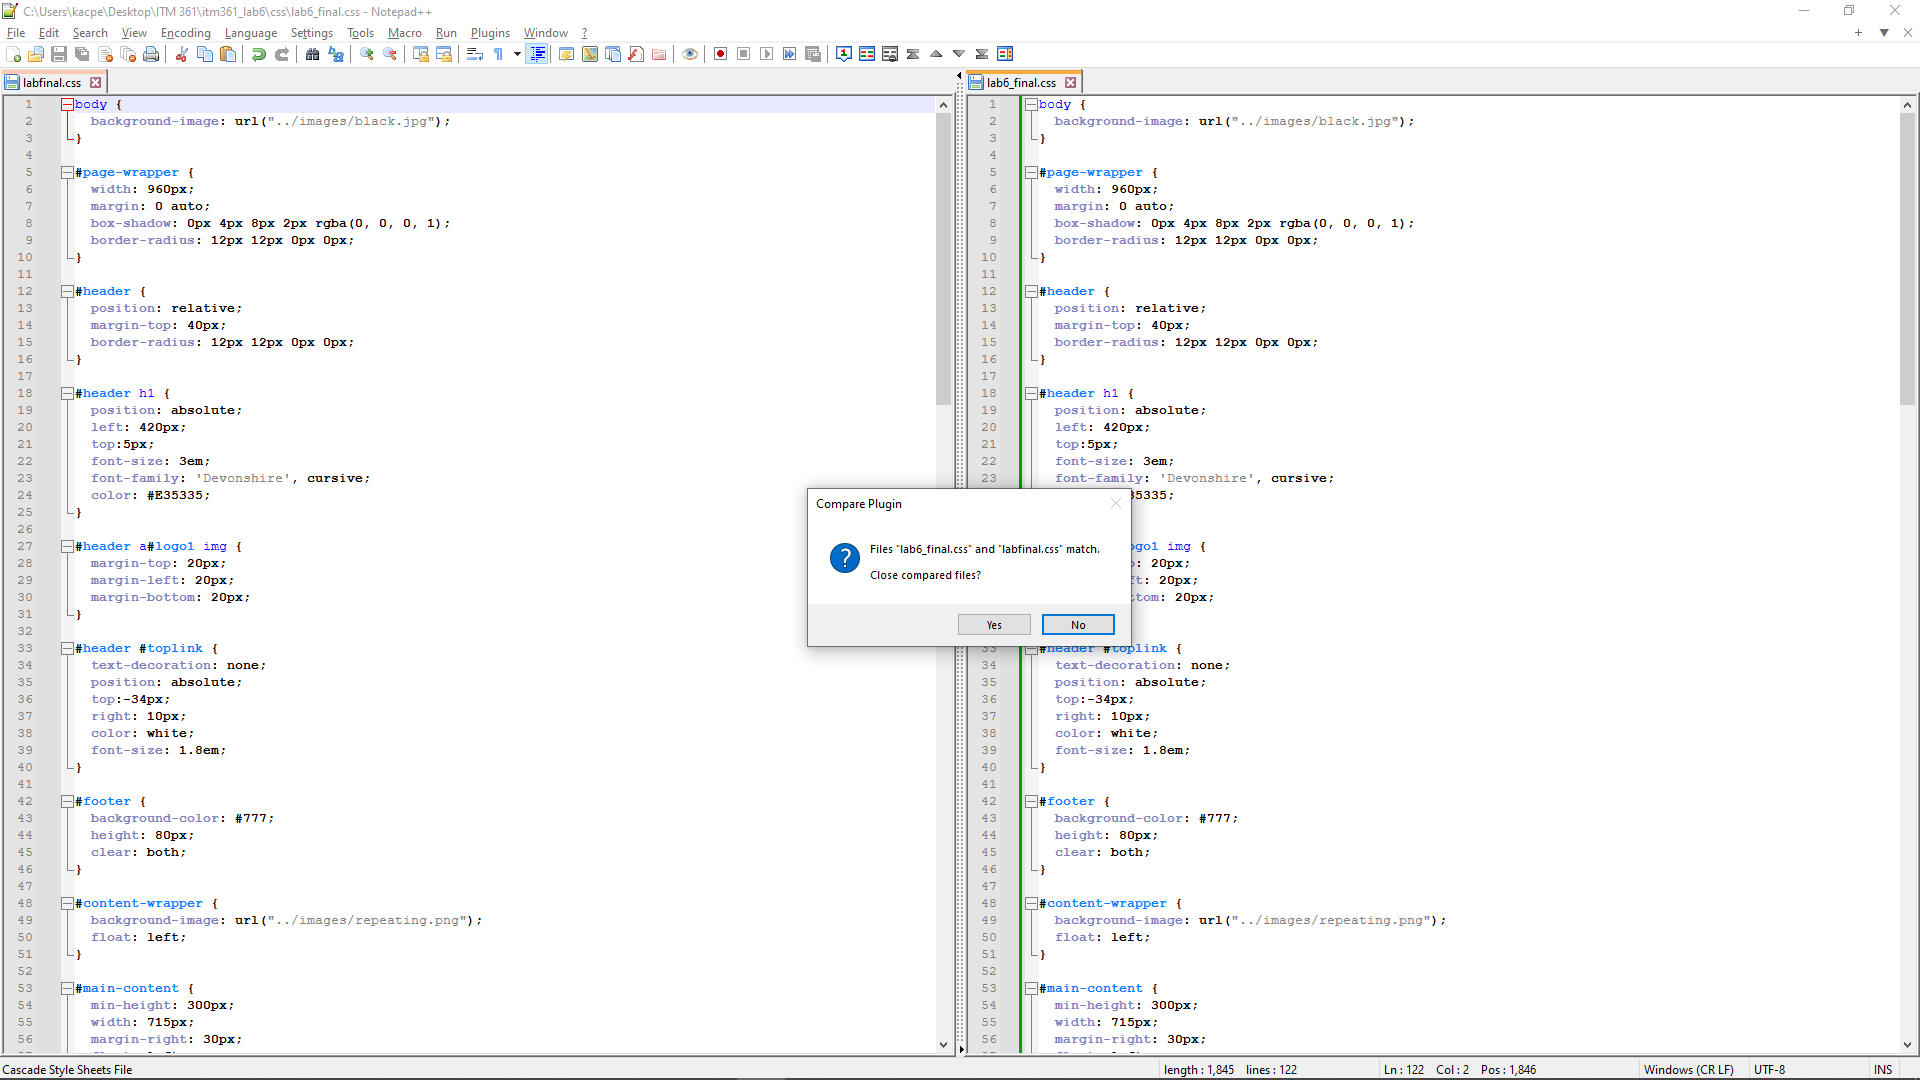 C:\Users\kacpe\Desktop\ITM 361\itm361_lab6\css\lab6_final.css - Notepad++
File Edit Search View Encoding Language Settings Tools Macro Run Plugins Window ?
labfinal.css
1 body {
2 background-image: url("../images/black.jpg");
3 }
4
5 #page-wrapper {
6 width: 960px;
7 margin: 0 auto;
8 box-shadow: 0px 4px 8px 2px rgba(0, 0, 0, 1);
9 border-radius: 12px 12px 0px 0px;
10 }
11
12 #header {
13 position: relative;
14 margin-top: 40px;
15 border-radius: 12px 12px 0px 0px;
16 }
17
18 #header h1 {
19 position: absolute;
20 left: 420px;
21 top:5px;
22 font-size: 3em;
23 font-family: 'Devonshire', cursive;
24 color: #E35335;
25 }
26
27 #header a#logo1 img {
28 margin-top: 20px;
29 margin-left: 20px;
30 margin-bottom: 20px;
31 }
32
33 #header #toplink {
34 text-decoration: none;
35 position: absolute;
36 top:-34px;
37 right: 10px;
38 color: white;
39 font-size: 1.8em;
40 }
41
42 #footer {
43 background-color: #777;
44 height: 80px;
45 clear: both;
46 }
47
48 #content-wrapper {
49 background-image: url("../images/repeating.png");
50 float: left;
51 }
52
53 #main-content {
54 min-height: 300px;
55 width: 715px;
56 margin-right: 30px;
lab6_final.css
1 body {
2 background-image: url("../images/black.jpg");
3 }
4
5 #page-wrapper {
6 width: 960px;
7 margin: 0 auto;
8 box-shadow: 0px 4px 8px 2px rgba(0, 0, 0, 1);
9 border-radius: 12px 12px 0px 0px;
10 }
11
12 #header {
13 position: relative;
14 margin-top: 40px;
15 border-radius: 12px 12px 0px 0px;
16 }
17
18 #header h1 {
19 position: absolute;
20 left: 420px;
21 top:5px;
22 font-size: 3em;
23 font-family: 'Devonshire', cursive;
35335;
ogo1 img {
: 20px;
ft: 20px;
tom: 20px;
33 #header #toplink {
34 text-decoration: none;
35 position: absolute;
36 top:-34px;
37 right: 10px;
38 color: white;
39 font-size: 1.8em;
40 }
41
42 #footer {
43 background-color: #777;
44 height: 80px;
45 clear: both;
46 }
47
48 #content-wrapper {
49 background-image: url("../images/repeating.png");
50 float: left;
51 }
52
53 #main-content {
54 min-height: 300px;
55 width: 715px;
56 margin-right: 30px;
Compare Plugin
Files "lab6_final.css" and "labfinal.css" match.
Close compared files?
Yes No
Cascade Style Sheets File length : 1,845 lines : 122 Ln : 122 Col : 2 Pos : 1,846 Windows (CR LF) UTF-8 INS